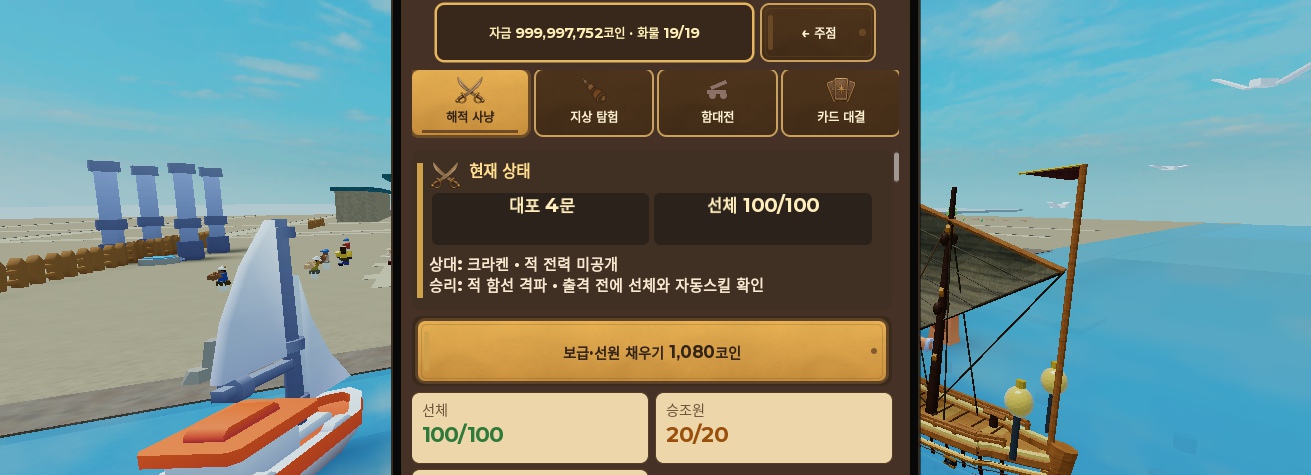 자금 999,997,752코인 • 화물 19/19
← 주점
해적 사냥
지상 탐험
함대전
카드 대결
현재 상태
대포 4문
선체 100/100
상대: 크라켄 • 적 전력 미공개
승리: 적 함선 격파 • 출격 전에 선체와 자동스킬 확인
보급·선원 채우기 1,080코인
선체
100/100
승조원
20/20